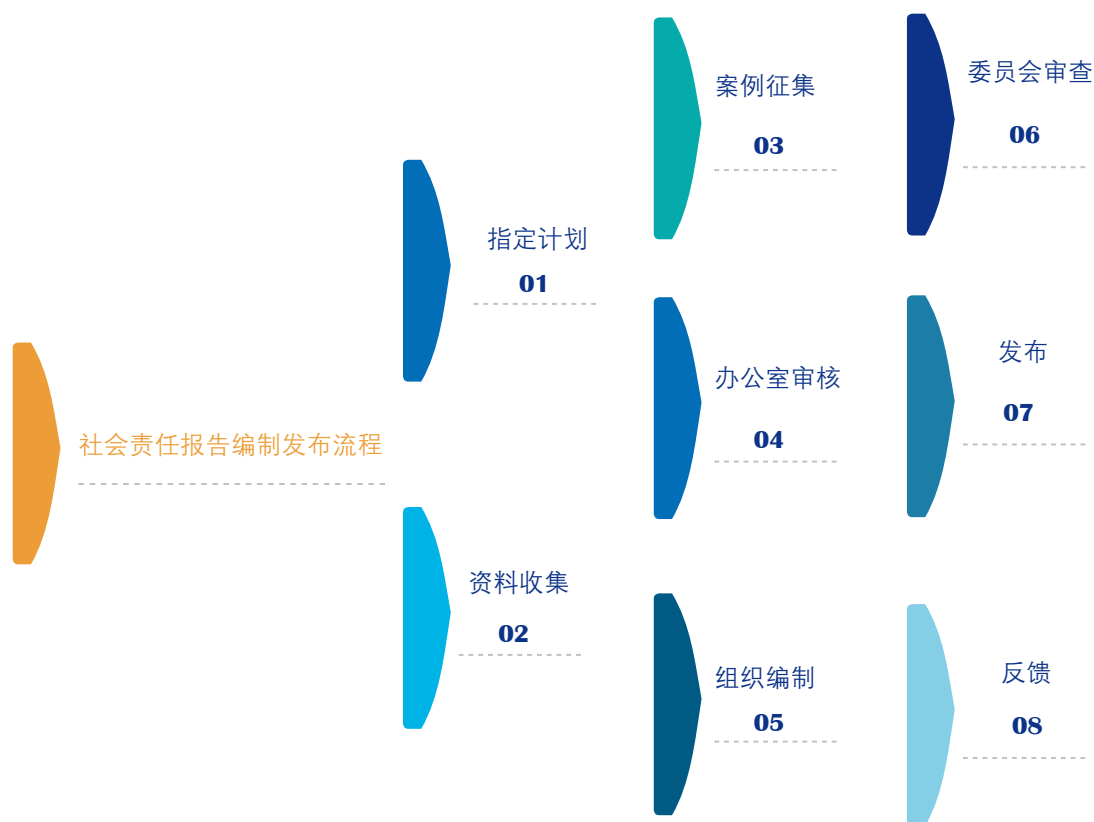 社会责任报告编制发布流程
指定计划
01
资料收集
02
案例征集
03
办公室审核
04
组织编制
05
委员会审查
06
发布
07
反馈
08